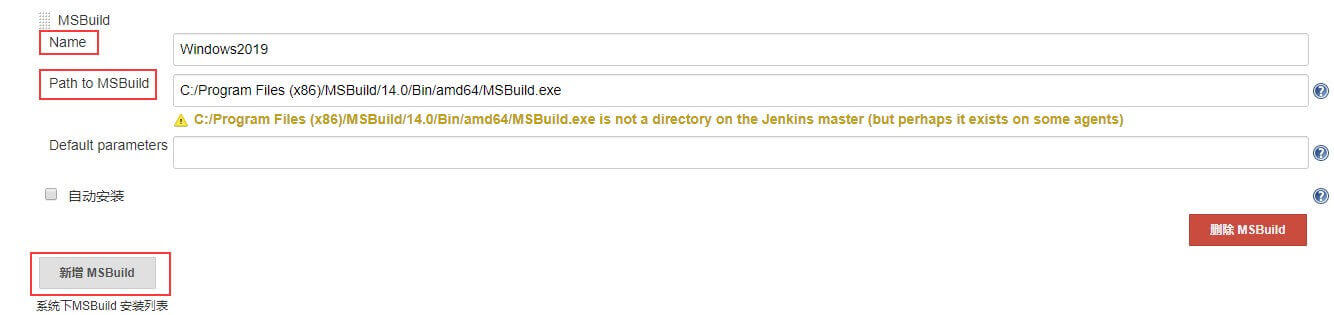 MSBuild
Name
Windows2019
Path to MSBuild
C:/Program Files (x86)/MSBuild/14.0/Bin/amd64/MSBuild.exe
C:/Program Files (x86)/MSBuild/14.0/Bin/amd64/MSBuild.exe is not a directory on the Jenkins master (but perhaps it exists on some agents)
Default parameters
自动安装
删除 MSBuild
新增 MSBuild
系统下MSBuild 安装列表